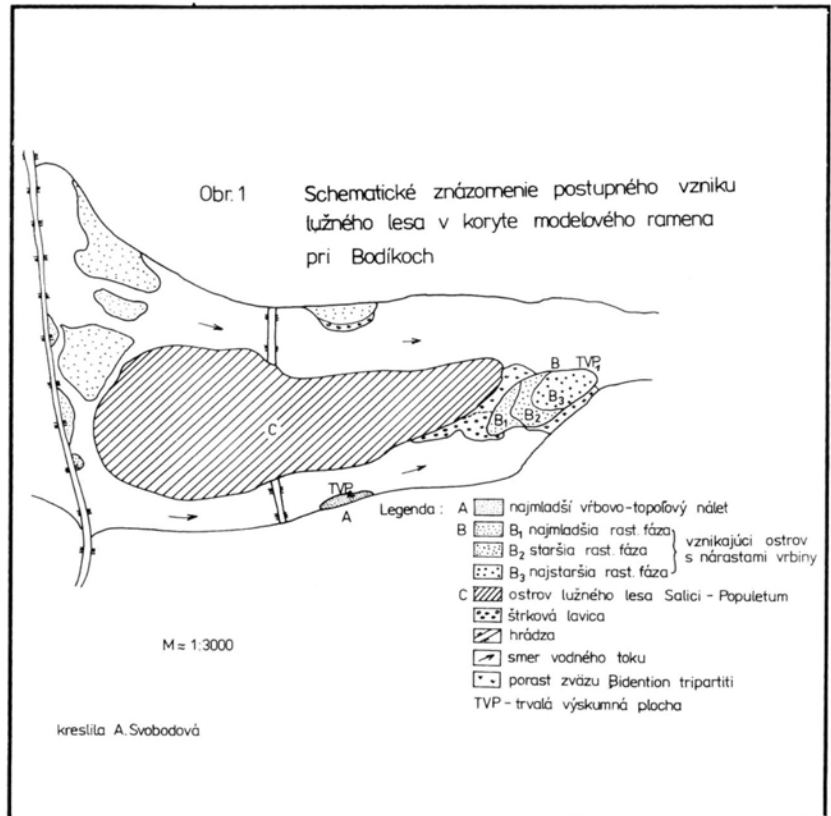 Obr. 1 Schematické znázornenie postupného vzniku
lužného lesa v koryte modelového ramena
pri Bodíkoch
B TVP₁
B₃
B₂
B₁
C
TVP
A
Legenda : A najmladší vŕbovo-topoľový nálet
B B₁ najmladšia rast. fáza
B₂ staršia rast. fáza
B₃ najstaršia rast. fáza
vznikajúci ostrov
s nárastami vrbiny
C ostrov lužného lesa Salici - Populetum
štrková lavica
hrádza
smer vodného toku
porast zväzu Bidention tripartiti
TVP - trvalá výskumná plocha
M ≈ 1:3000
kreslila A. Svobodová